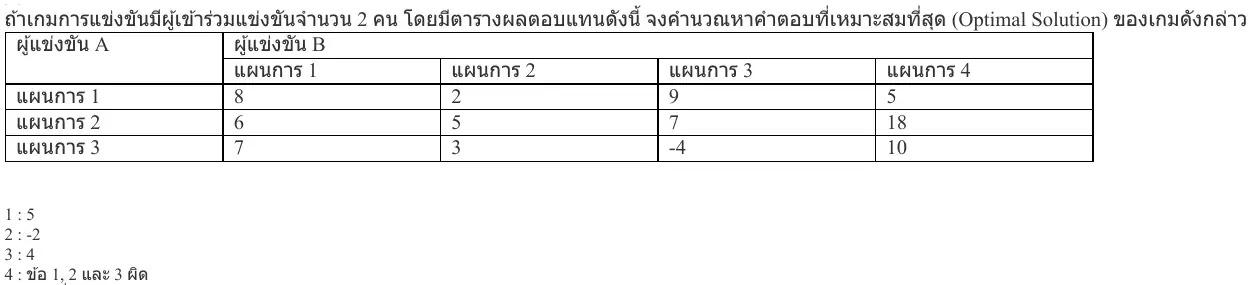 ถ้าเกมการแข่งขันมีผู้เข้าร่วมแข่งขันจำนวน 2 คน โดยมีตารางผลตอบแทนดังนี้ จงคำนวณหาคำตอบที่เหมาะสมที่สุด (Optimal Solution) ของเกมดังกล่าว
ผู้แข่งขัน A ผู้แข่งขัน B
แผนการ 1 แผนการ 2 แผนการ 3 แผนการ 4
แผนการ 1 8 2 9 5
แผนการ 2 6 5 7 18
แผนการ 3 7 3 -4 10
1 : 5
2 : -2
3 : 4
4 : ข้อ 1, 2 และ 3 ผิด